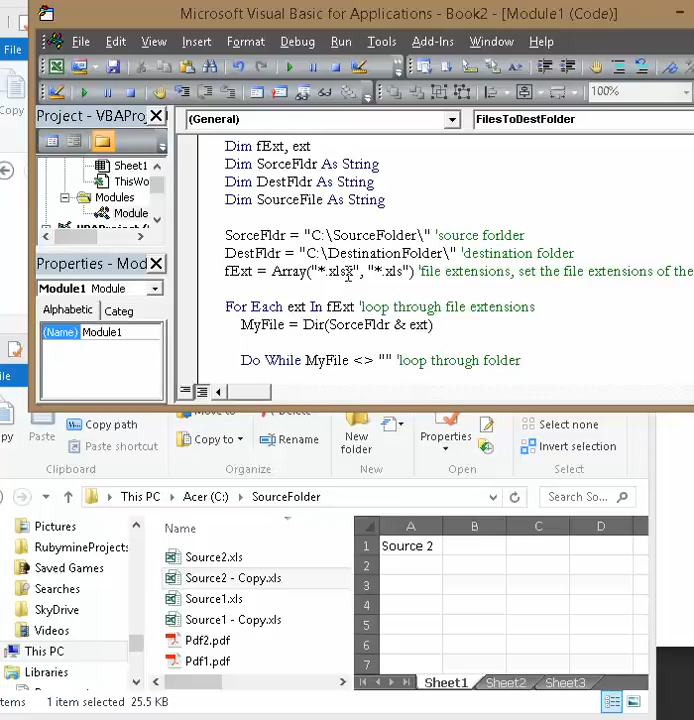 Microsoft Visual Basic for Applications - Book2 - [Module1 (Code)]
File Edit View Insert Format Debug Run Tools Add-Ins Window Help
File
Copy
100%
Project - VBAProj
(General) FilesToDestFolder
Sheet1
ThisWo
Modules
Module
Properties - Mod
Module1 Module
Alphabetic Categ
(Name) Module1
Dim fExt, ext
Dim SorceFldr As String
Dim DestFldr As String
Dim SourceFile As String
SorceFldr = "C:\SourceFolder\" 'source forlder
DestFldr = "C:\DestinationFolder\" 'destination folder
fExt = Array("*.xlsx", "*.xls") 'file extensions, set the file extensions of the
For Each ext In fExt 'loop through file extensions
MyFile = Dir(SorceFldr & ext)
Do While MyFile <> "" 'loop through folder
Paste Copy path
Paste shortcut
Clipboard
Copy to Rename
Organize
New folder
New
Properties
Open
Select none
Invert selection
Select
This PC Acer (C:) SourceFolder
Search So...
Pictures
RubymineProjects
Saved Games
Searches
SkyDrive
Videos
This PC
Libraries
Name
Source2.xls
Source2 - Copy.xls
Source1.xls
Source1 - Copy.xls
Pdf2.pdf
Pdf1.pdf
A B C D
1 Source 2
2
3
4
5
6
7
Sheet1 Sheet2 Sheet3
items 1 item selected 25.5 KB